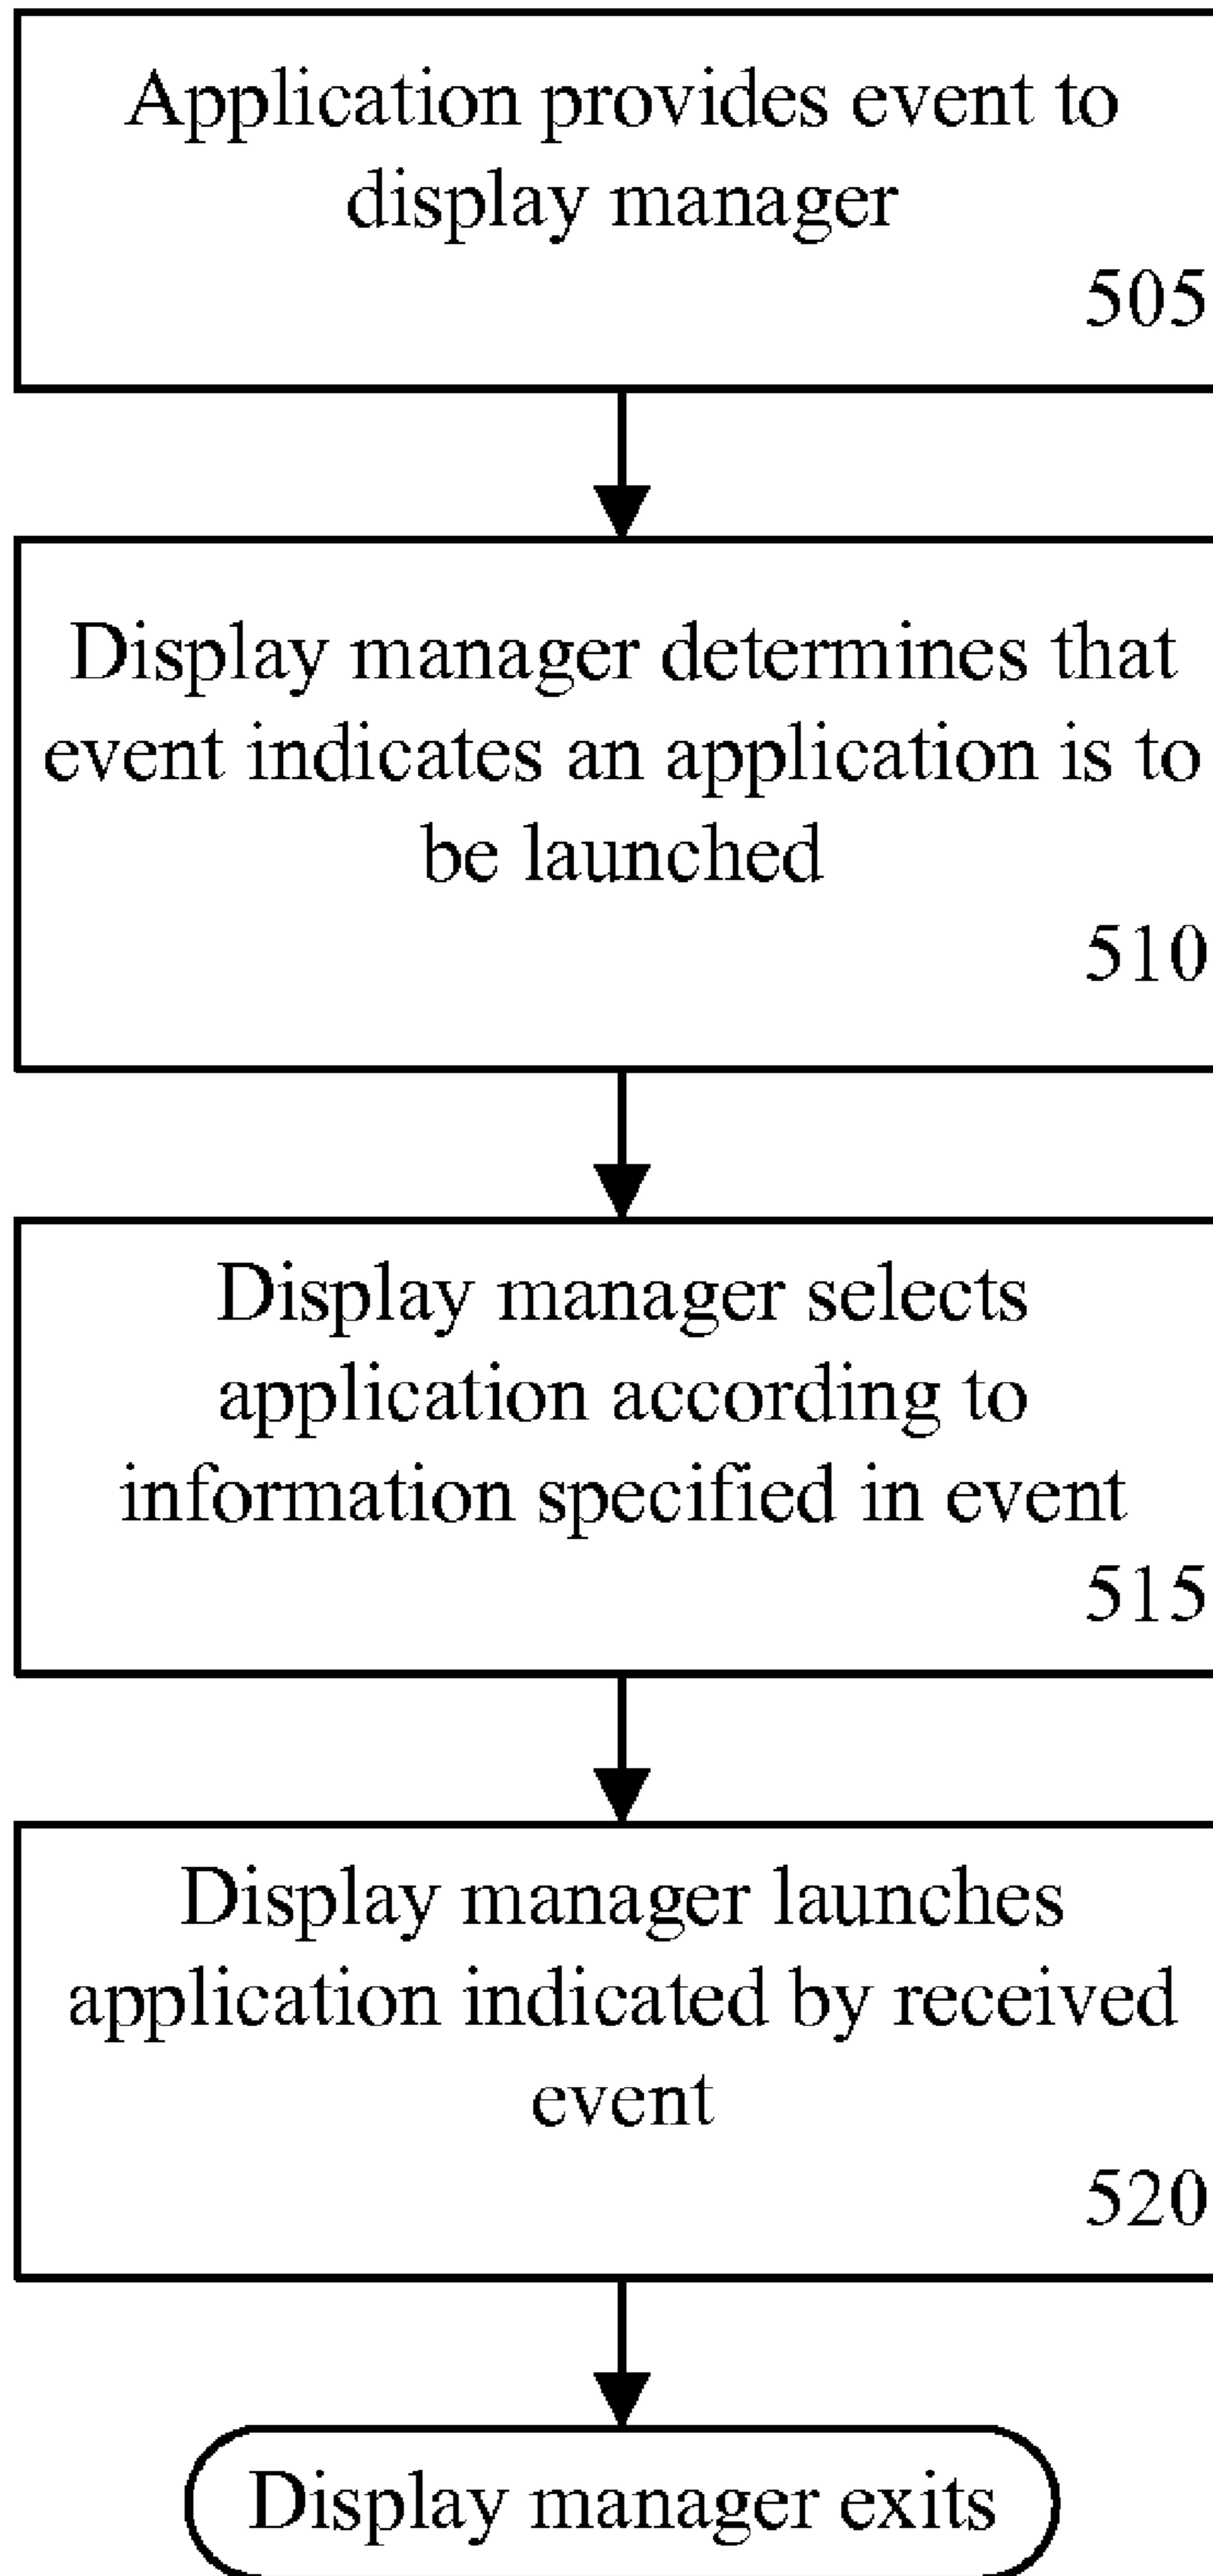 Application provides event to
display manager
505
Display manager determines that
event indicates an application is to
be launched
510
Display manager selects
application according to
information specified in event
515
Display manager launches
application indicated by received
event
520
Display manager exits